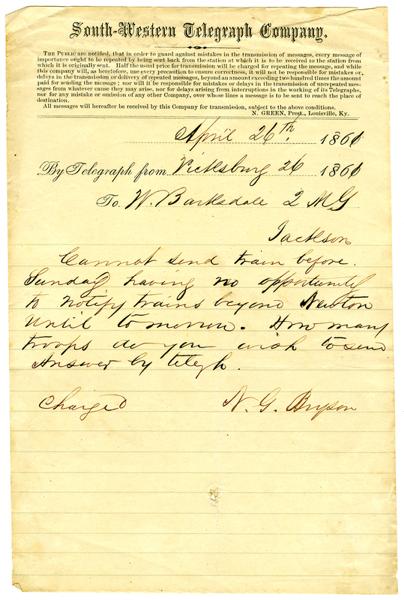 South-Western Telegraph Company.
THE PUBLIC are notified, that in order to guard against mistakes in the transmission of messages, every message of
importance ought to be repeated by being sent back from the station at which it is to be received to the station from
which it is originally sent. Half the usual price for transmission will be charged for repeating the message, and while
this company will, as heretofore, use every precaution to ensure correctness, it will not be responsible for mistakes or
delays in the transmission or delivery of repeated messages, beyond an amount exceeding two hundred times the amount
paid for sending the message; nor will it be responsible for mistakes or delays in the transmission of unrepeated mes-
sages from whatever cause they may arise, nor for delays arising from interruptions in the working of its Telegraphs,
nor for any mistake or omission of any other Company, over whose lines a message is to be sent to reach the place of
destination.
All messages will hereafter be received by this Company for transmission, subject to the above conditions.
N. GREEN, Prest., Louisville, Ky.
April 26th 1861
By Telegraph from Vicksburg 26 1861
To W. Barksdale 2 M G
Jackson
Cannot send train before
Sunday having no opportunity
to notify trains beyond Newton
Until to morrow. How many
troops do you wish to send
Answer by telgh.
Charged N. G. Bryson